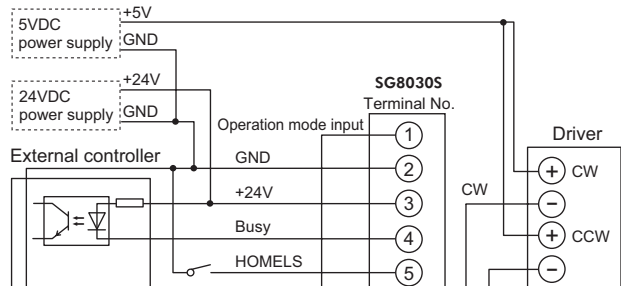 5VDC
power supply
+5V
GND
24VDC
power supply
+24V
GND
SG8030S
Terminal No.
Operation mode input
1
Driver
External controller
GND
2
+
CW
+24V
3
CW
−
Busy
4
+
CCW
HOMELS
5
−